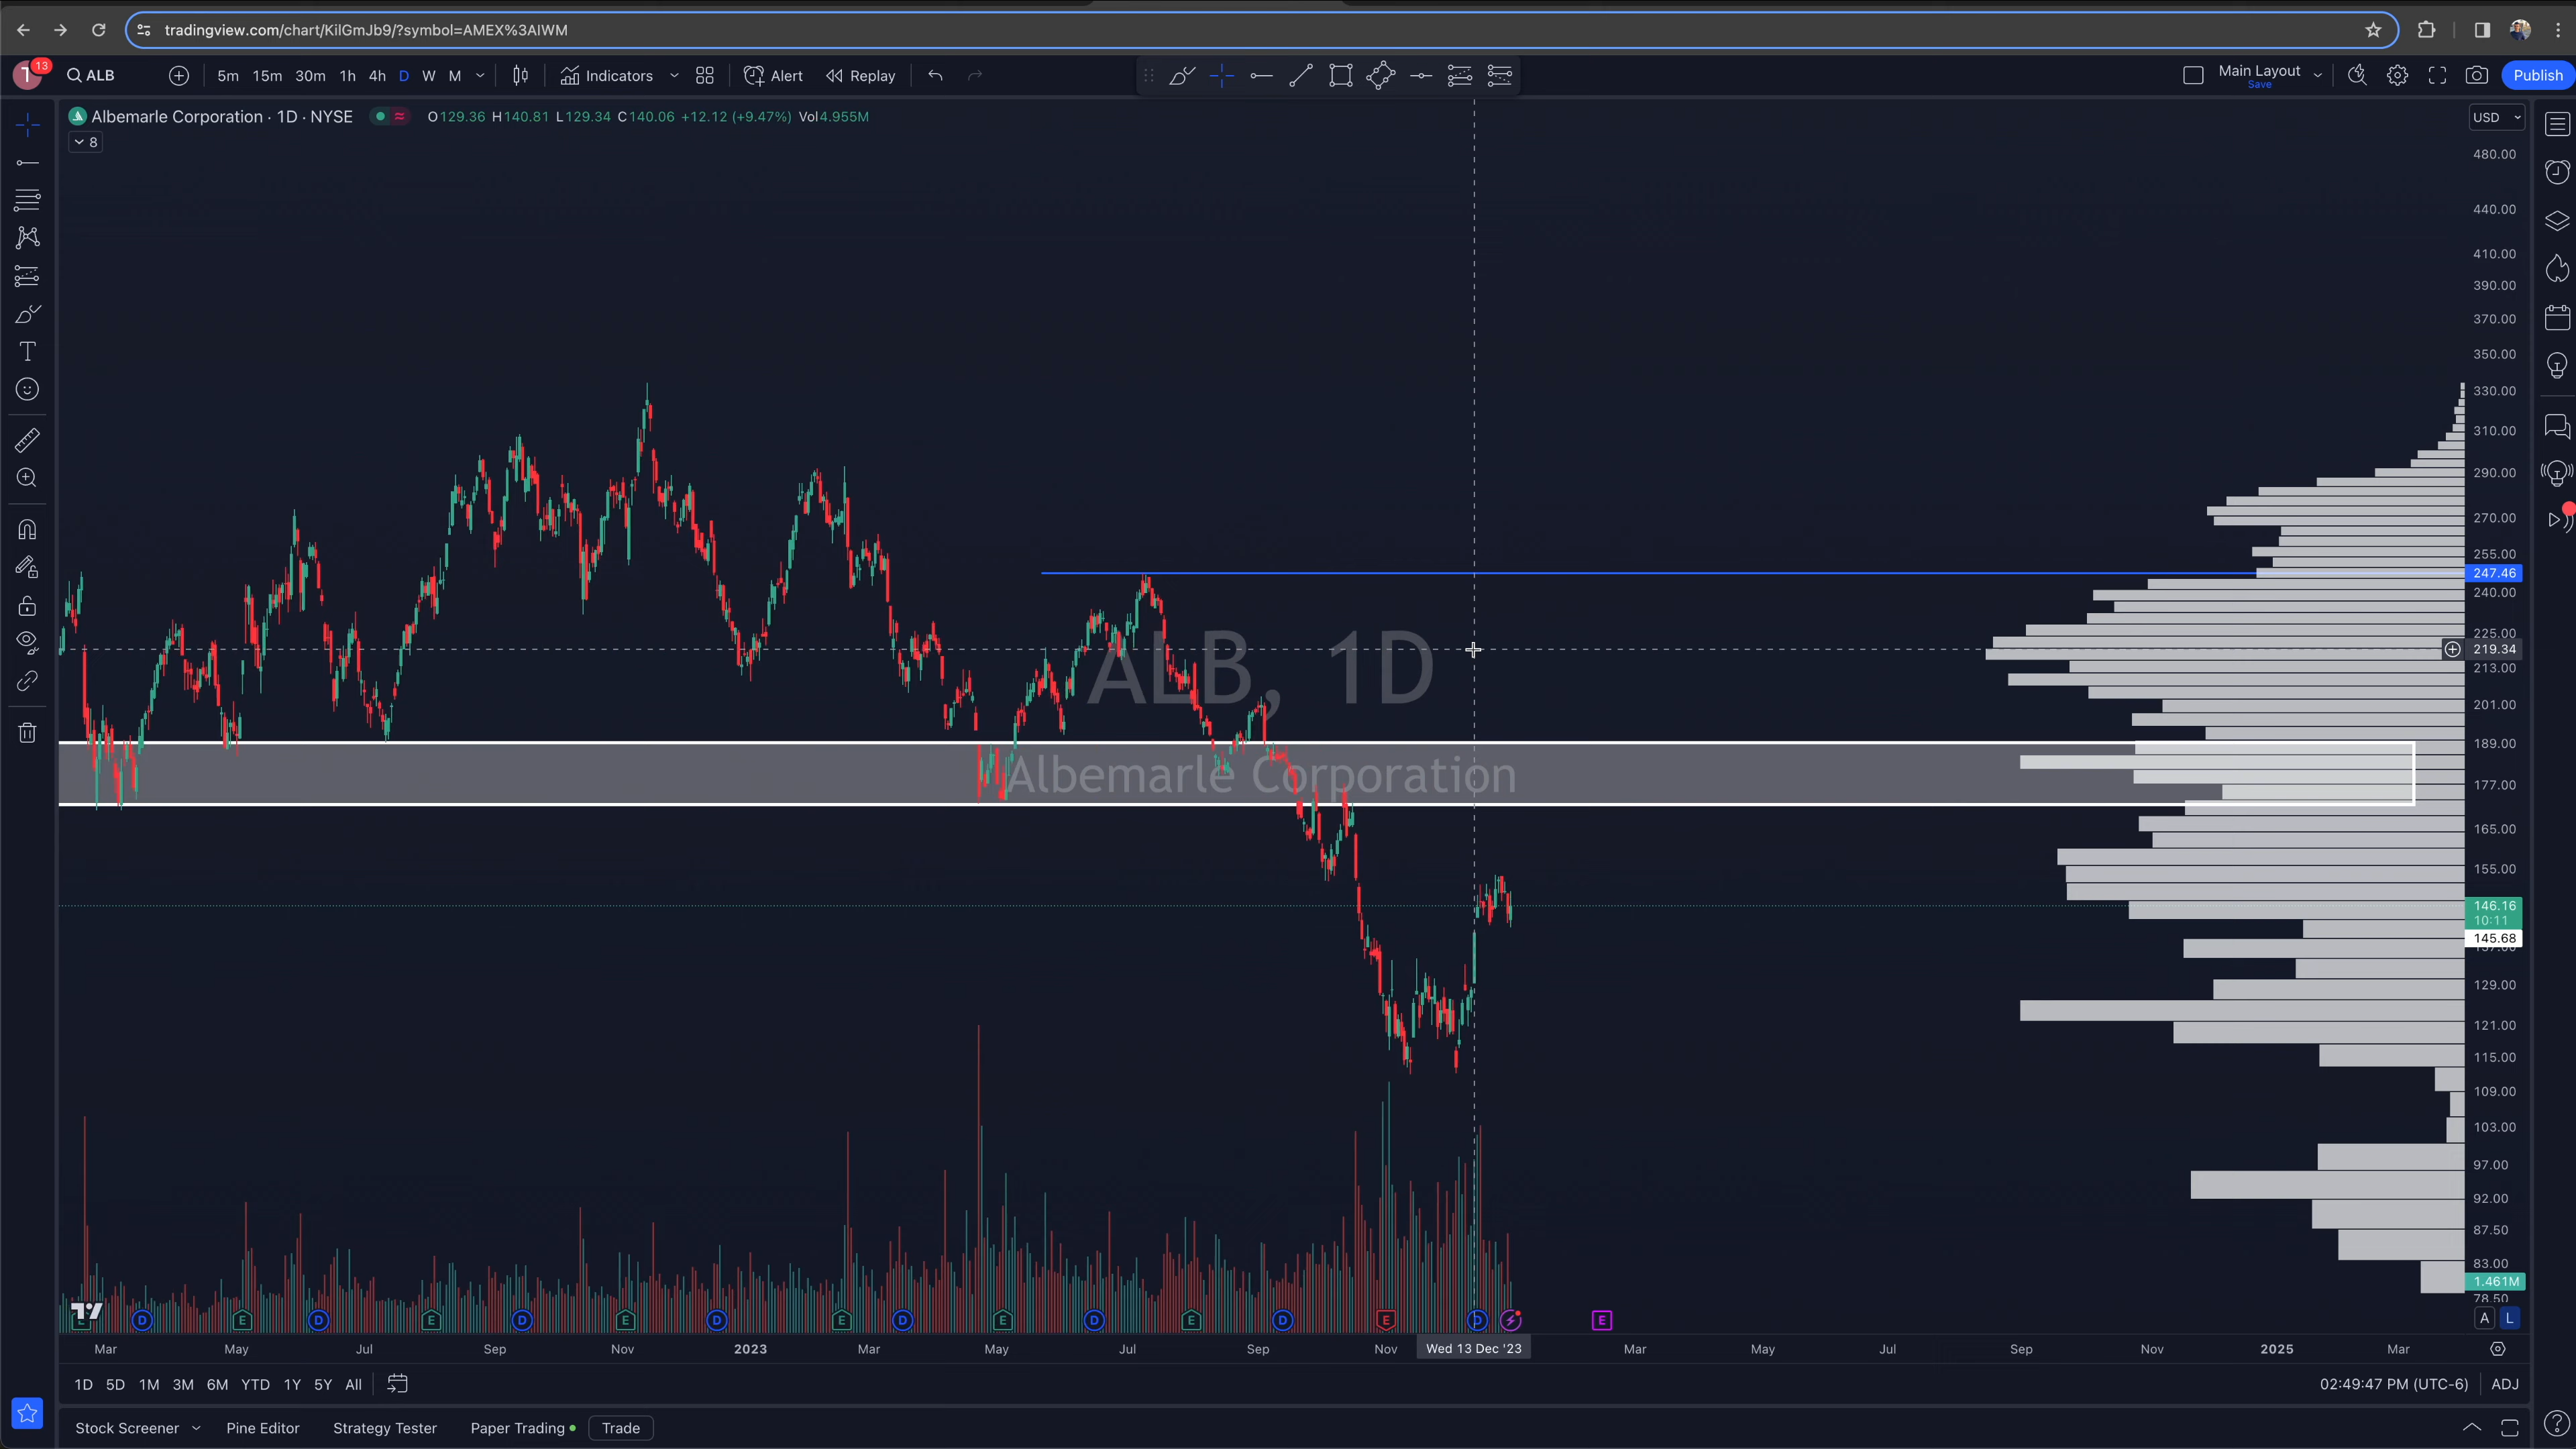 tradingview.com/chart/KilGmJb9/?symbol=AMEX%3AIWM
13
ALB
5m 15m 30m 1h 4h D W M
Indicators
Alert
Replay
Main Layout
Save
Publish
Albemarle Corporation · 1D · NYSE
O129.36 H140.81 L129.34 C140.06 +12.12 (+9.47%) Vol4.955M
8
USD
480.00
440.00
410.00
390.00
370.00
350.00
330.00
310.00
290.00
270.00
255.00
247.46
240.00
225.00
219.34
213.00
201.00
189.00
177.00
165.00
155.00
146.16
10:11
145.68
129.00
121.00
115.00
109.00
103.00
97.00
92.00
87.50
83.00
1.461M
78.50
ALB, 1D
Albemarle Corporation
D E D E D E D E D E D E D E D E
A L
Mar May Jul Sep Nov 2023 Mar May Jul Sep Nov Wed 13 Dec '23 Mar May Jul Sep Nov 2025 Mar
1D 5D 1M 3M 6M YTD 1Y 5Y All
02:49:47 PM (UTC-6) ADJ
Stock Screener Pine Editor Strategy Tester Paper Trading Trade